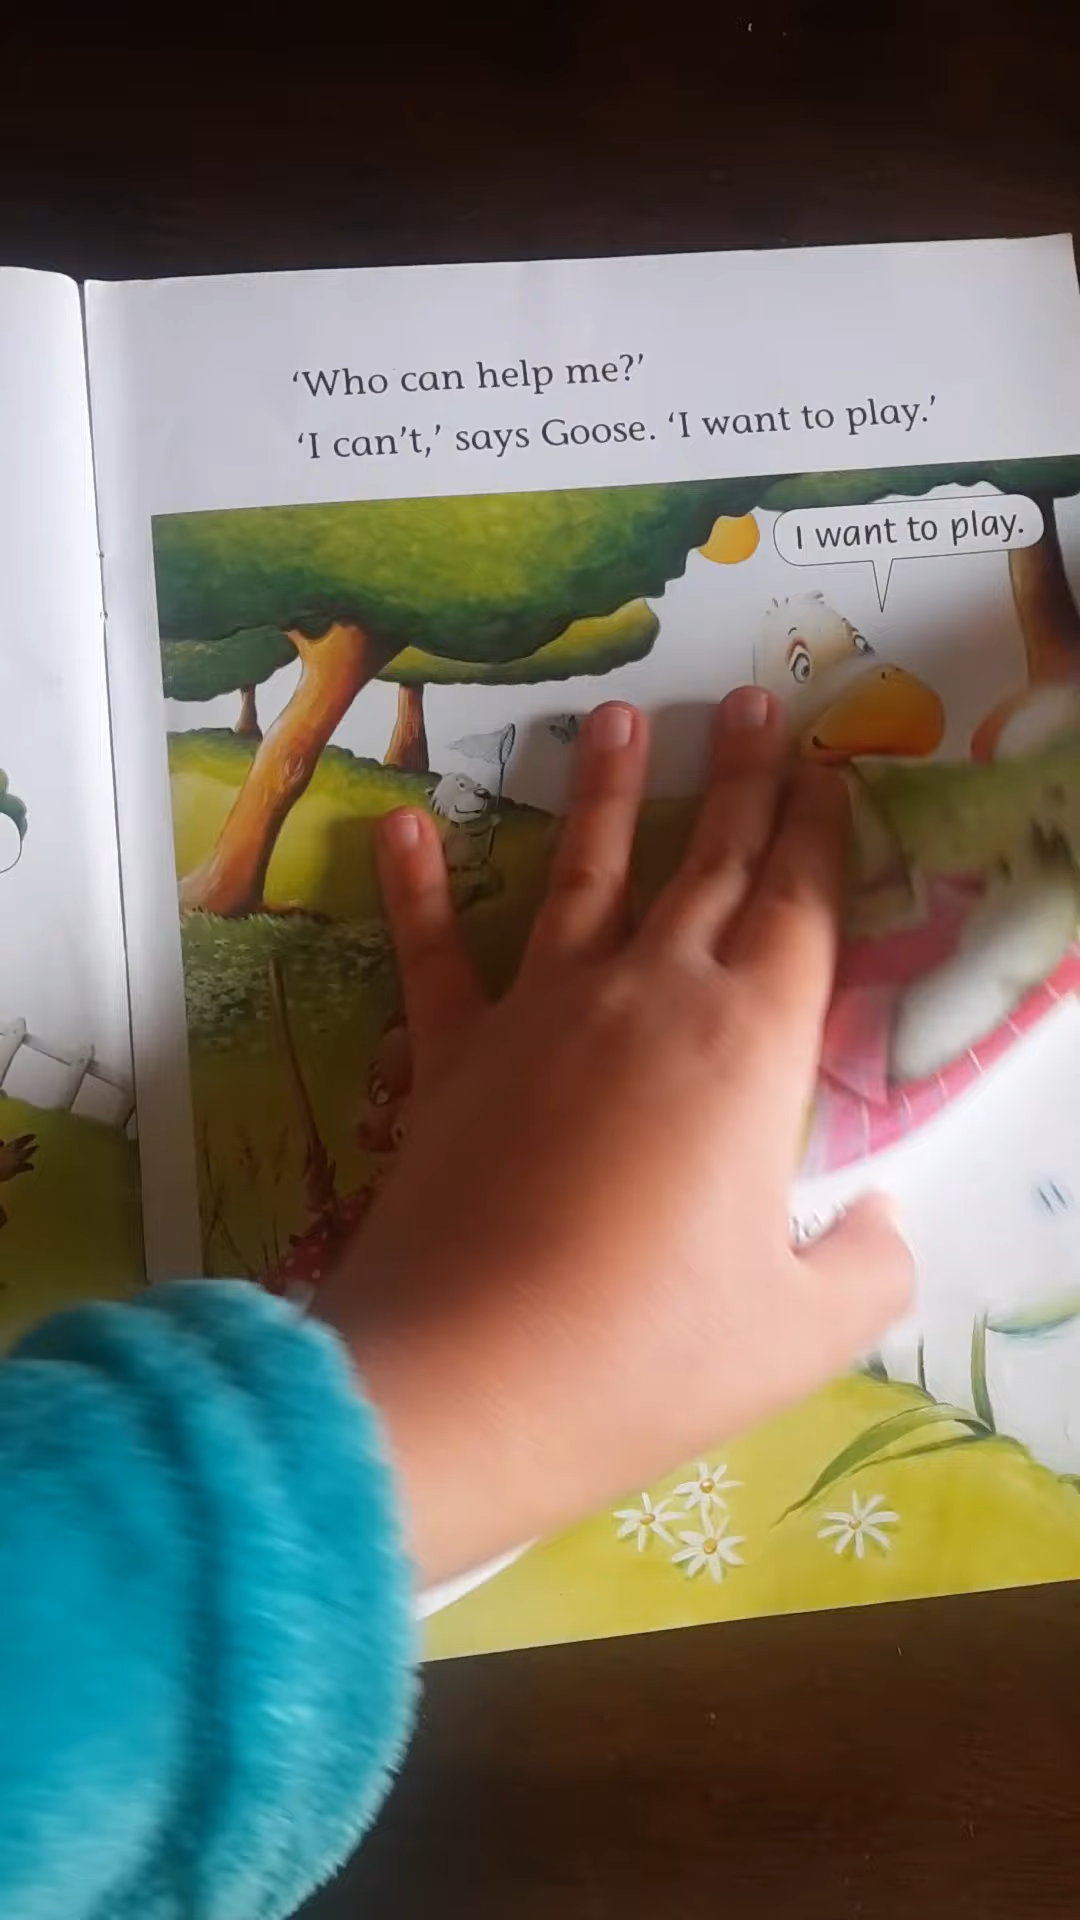 ‘Who can help me?’
‘I can’t,’ says Goose. ‘I want to play.’
I want to play.